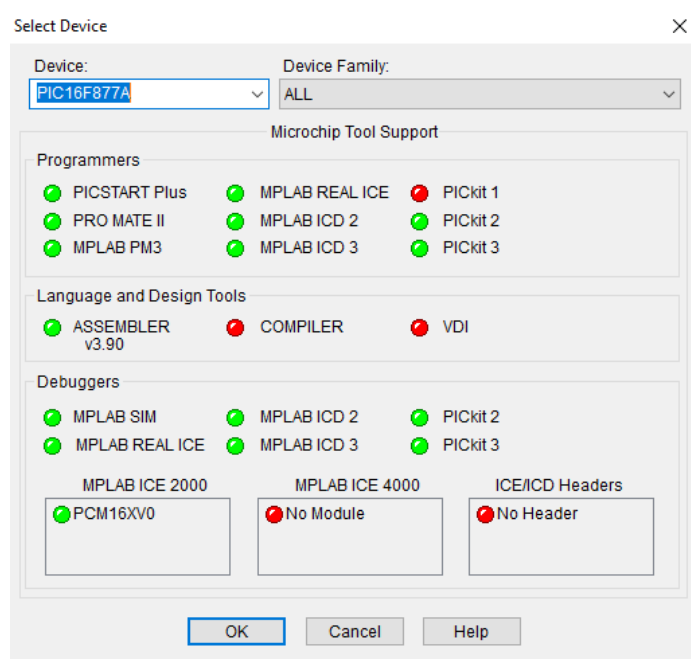 Select Device
Device: Device Family:
PIC16F877A ALL
Microchip Tool Support
Programmers
PICSTART Plus MPLAB REAL ICE PICkit 1
PRO MATE II MPLAB ICD 2 PICkit 2
MPLAB PM3 MPLAB ICD 3 PICkit 3
Language and Design Tools
ASSEMBLER COMPILER VDI
v3.90
Debuggers
MPLAB SIM MPLAB ICD 2 PICkit 2
MPLAB REAL ICE MPLAB ICD 3 PICkit 3
MPLAB ICE 2000 MPLAB ICE 4000 ICE/ICD Headers
PCM16XV0 No Module No Header
OK Cancel Help